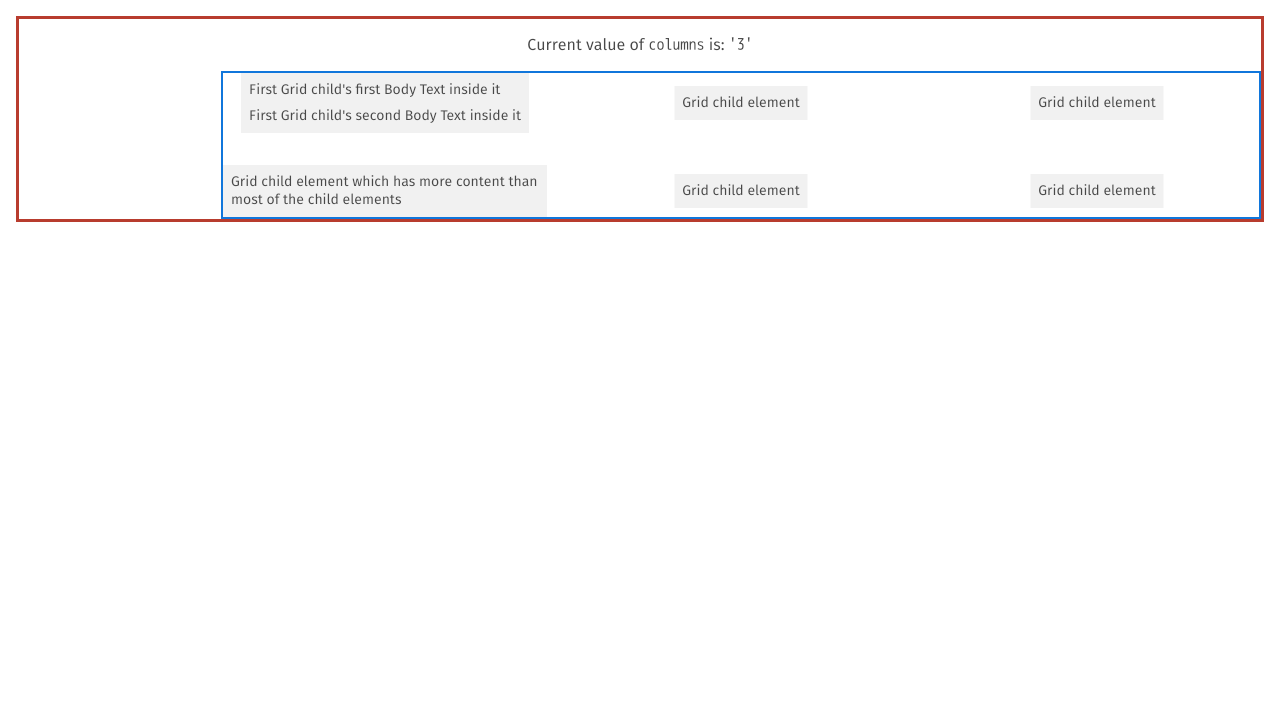 Current value of columns is: '3'
First Grid child's first Body Text inside it
First Grid child's second Body Text inside it
Grid child element
Grid child element
Grid child element which has more content than
most of the child elements
Grid child element
Grid child element